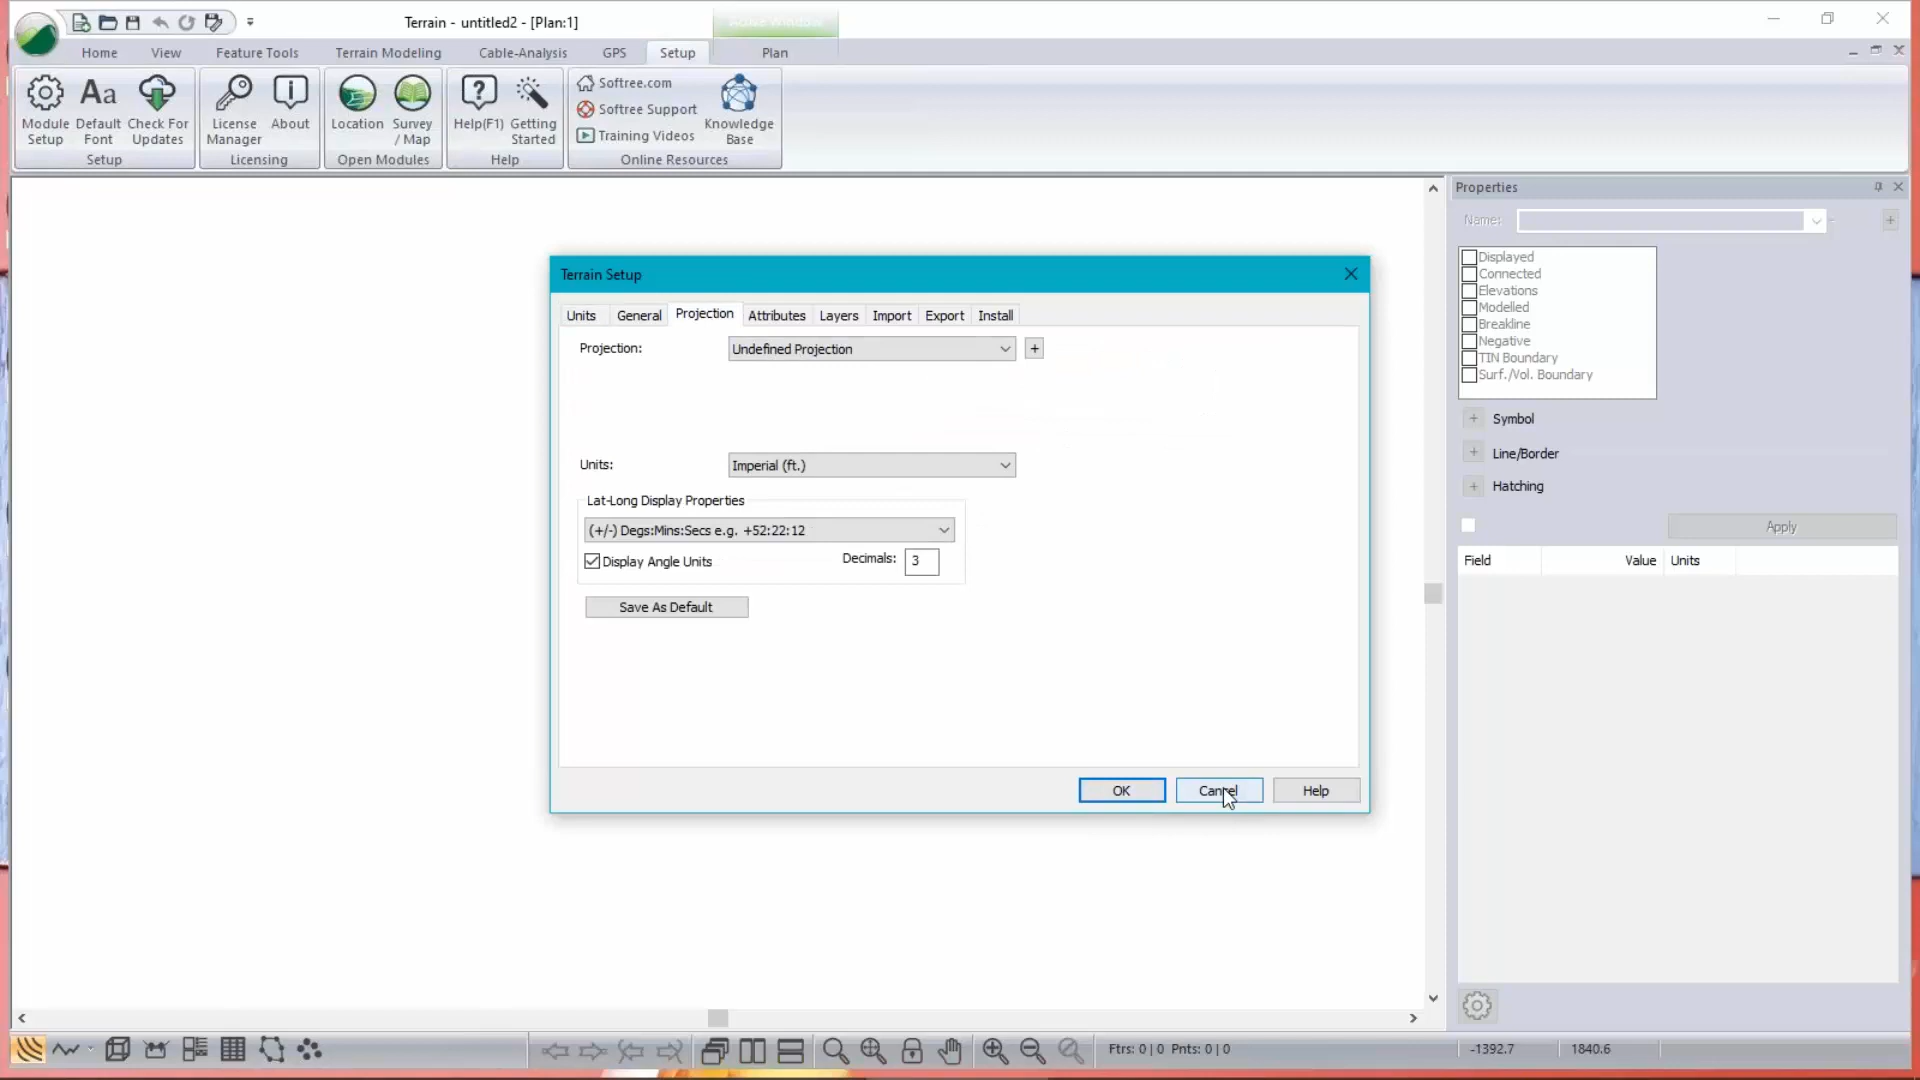 Terrain - untitled2 - [Plan:1]
Home View Feature Tools Terrain Modeling Cable-Analysis GPS Setup Plan
Module Setup
Default Font
Check For Updates
Setup
License Manager
About
Licensing
Location
Survey / Map
Open Modules
Help(F1)
Getting Started
Help
Softree.com
Softree Support
Training Videos
Knowledge Base
Online Resources
Properties
Name:
Displayed
Connected
Elevations
Modelled
Breakline
Negative
TIN Boundary
Surf./Vol. Boundary
+ Symbol
+ Line/Border
+ Hatching
Apply
Field Value Units
Terrain Setup
Units General Projection Attributes Layers Import Export Install
Projection: Undefined Projection +
Units: Imperial (ft.)
Lat-Long Display Properties
(+/-) Degs:Mins:Secs e.g. +52:22:12
Display Angle Units Decimals: 3
Save As Default
OK Cancel Help
Ftrs: 0 | 0 Pnts: 0 | 0 -1392.7 1840.6